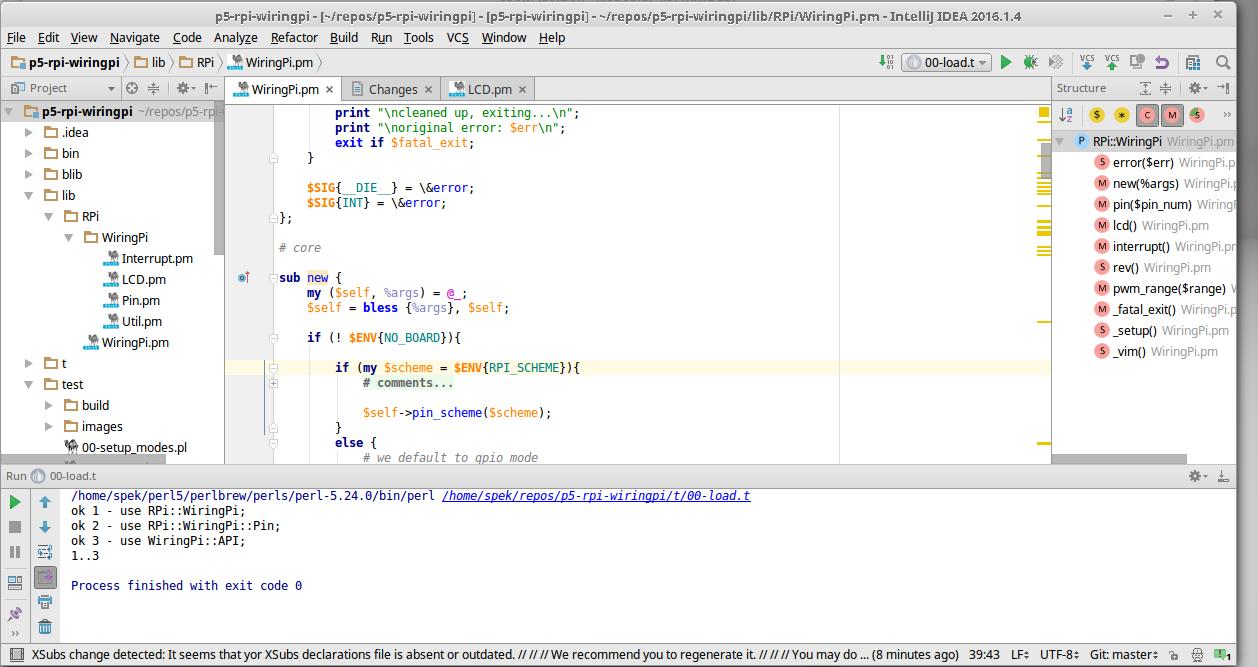 p5-rpi-wiringpi - [~/repos/p5-rpi-wiringpi] - [p5-rpi-wiringpi] - ~/repos/p5-rpi-wiringpi/lib/RPi/WiringPi.pm - IntelliJ IDEA 2016.1.4
File Edit View Navigate Code Analyze Refactor Build Run Tools VCS Window Help
p5-rpi-wiringpi lib RPi WiringPi.pm 00-load.t VCS VCS
Project WiringPi.pm Changes LCD.pm Structure
p5-rpi-wiringpi ~/repos/p5-rpi
.idea
bin
blib
lib
RPi
WiringPi
Interrupt.pm
LCD.pm
Pin.pm
Util.pm
WiringPi.pm
t
test
build
images
00-setup_modes.pl
print "\ncleaned up, exiting...\n";
print "\noriginal error: $err\n";
exit if $fatal_exit;
}
$SIG{__DIE__} = \&error;
$SIG{INT} = \&error;
};
# core
sub new {
my ($self, %args) = @_;
$self = bless {%args}, $self;
if (! $ENV{NO_BOARD}){
if (my $scheme = $ENV{RPI_SCHEME}){
# comments...
$self->pin_scheme($scheme);
}
else {
# we default to gpio mode
RPi::WiringPi WiringPi.pm
error($err) WiringPi.p
new(%args) WiringPi.p
pin($pin_num) Wiring
lcd() WiringPi.pm
interrupt() WiringPi.pr
rev() WiringPi.pm
pwm_range($range) W
_fatal_exit() WiringPi.p
_setup() WiringPi.pm
_vim() WiringPi.pm
Run 00-load.t
/home/spek/perl5/perlbrew/perls/perl-5.24.0/bin/perl /home/spek/repos/p5-rpi-wiringpi/t/00-load.t
ok 1 - use RPi::WiringPi;
ok 2 - use RPi::WiringPi::Pin;
ok 3 - use WiringPi::API;
1..3
Process finished with exit code 0
XSubs change detected: It seems that yor XSubs declarations file is absent or outdated. // // // We recommend you to regenerate it. // // // You may do ... (8 minutes ago) 39:43 LF÷ UTF-8÷ Git: master÷ 1